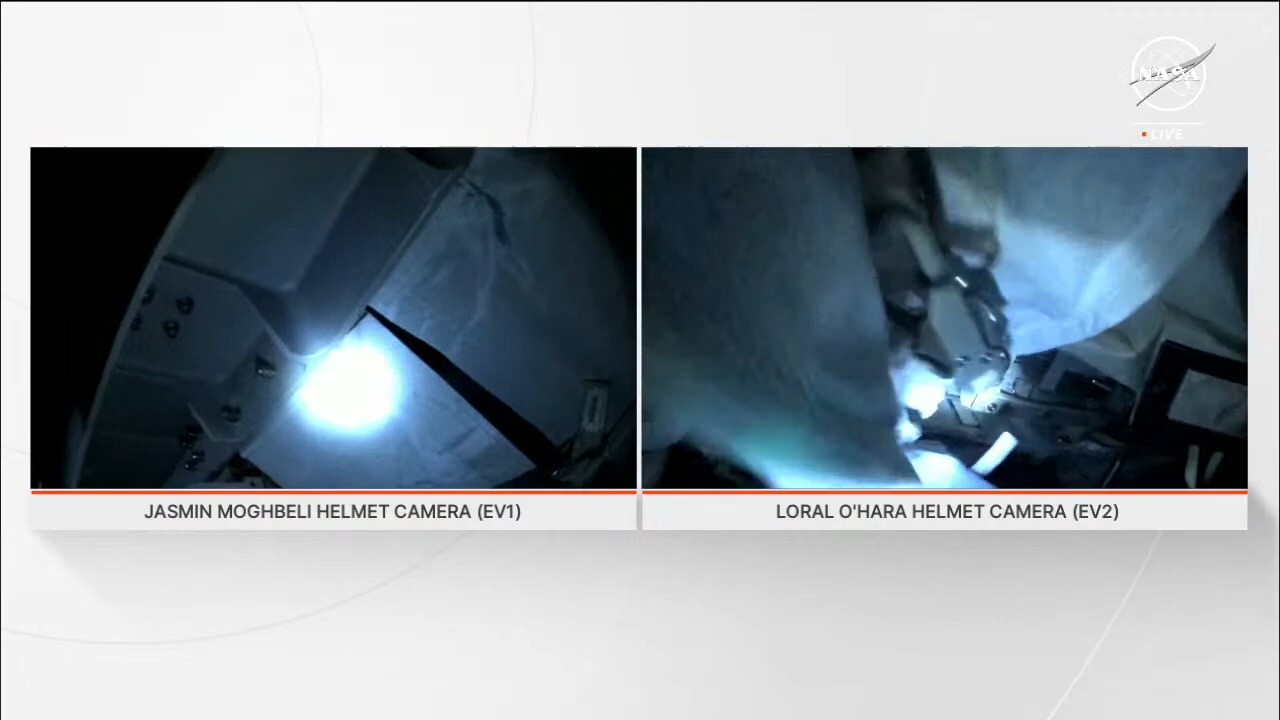 NASA
LIVE
JASMIN MOGHBELI HELMET CAMERA (EV1)
LORAL O'HARA HELMET CAMERA (EV2)